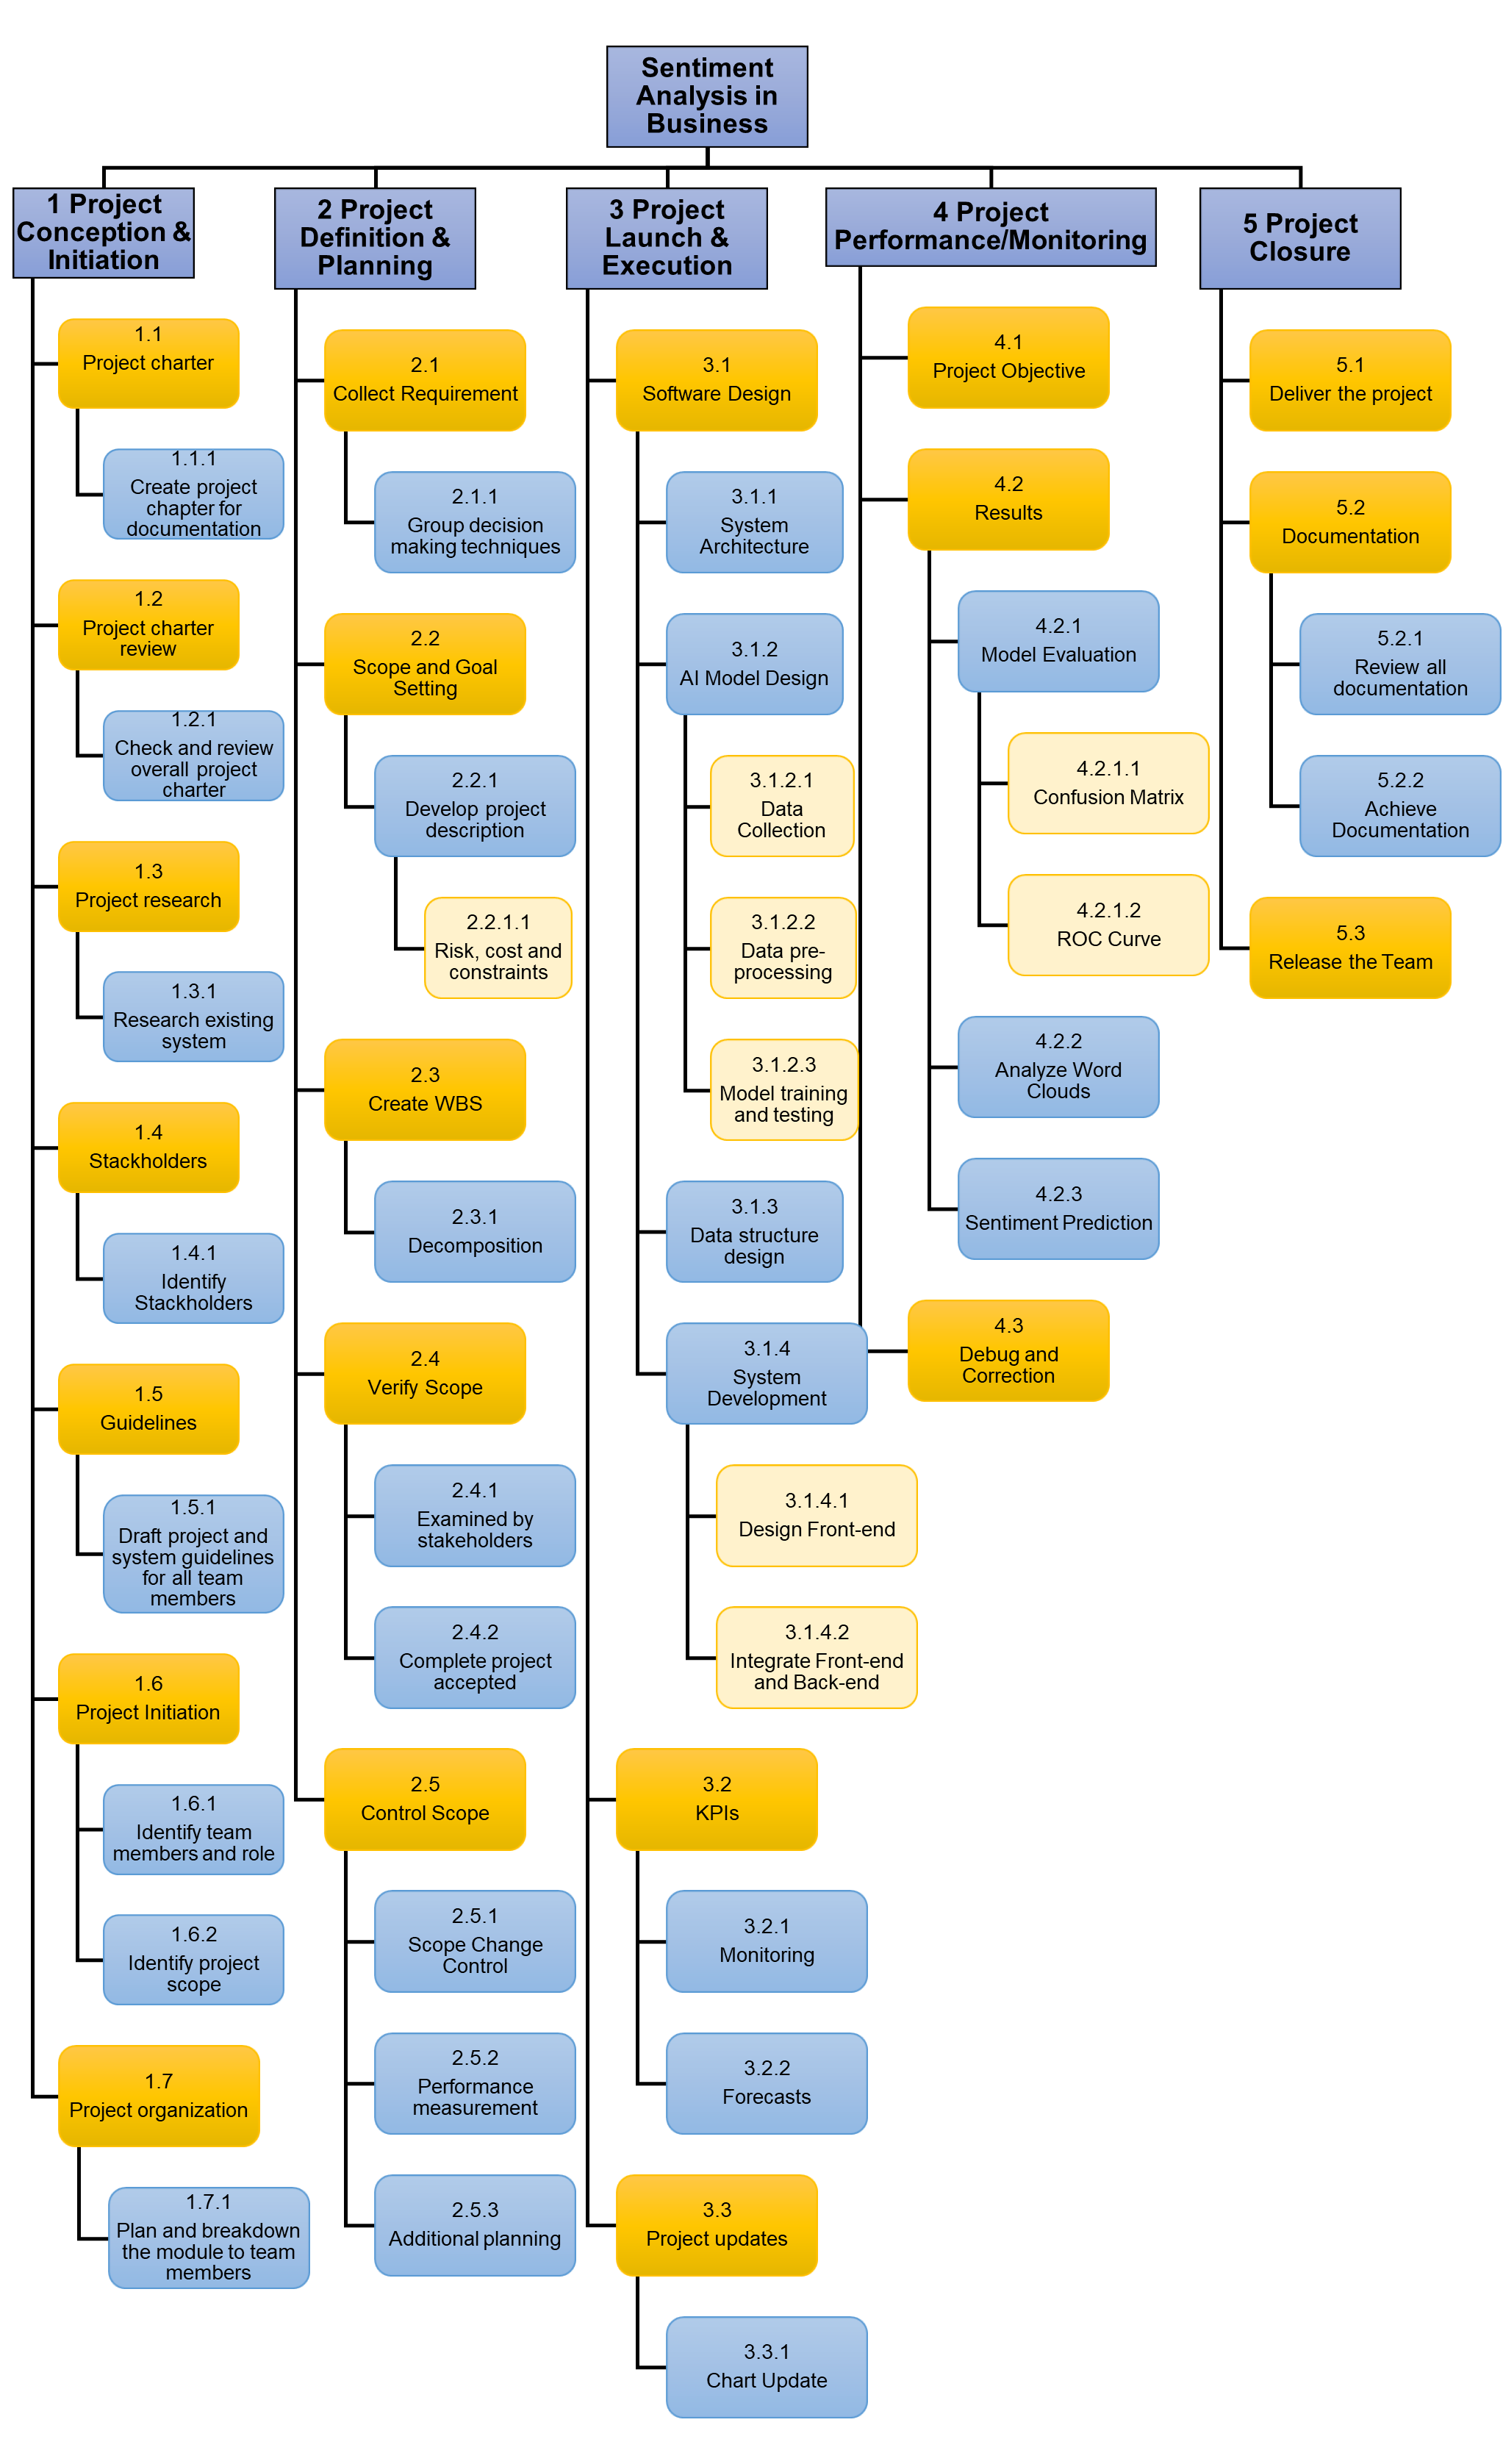 Sentiment
Analysis in
Business
1 Project
Conception &
Initiation
1.1
Project charter
1.1.1
Create project
chapter for
documentation
1.2
Project charter
review
1.2.1
Check and review
overall project
charter
1.3
Project research
1.3.1
Research existing
system
1.4
Stackholders
1.4.1
Identify
Stackholders
1.5
Guidelines
1.5.1
Draft project and
system guidelines
for all team
members
1.6
Project Initiation
1.6.1
Identify team
members and role
1.6.2
Identify project
scope
1.7
Project organization
1.7.1
Plan and breakdown
the module to team
members
2 Project
Definition &
Planning
2.1
Collect Requirement
2.1.1
Group decision
making techniques
2.2
Scope and Goal
Setting
2.2.1
Develop project
description
2.2.1.1
Risk, cost and
constraints
2.3
Create WBS
2.3.1
Decomposition
2.4
Verify Scope
2.4.1
Examined by
stakeholders
2.4.2
Complete project
accepted
2.5
Control Scope
2.5.1
Scope Change
Control
2.5.2
Performance
measurement
2.5.3
Additional planning
3 Project
Launch &
Execution
3.1
Software Design
3.1.1
System
Architecture
3.1.2
AI Model Design
3.1.2.1
Data
Collection
3.1.2.2
Data pre-
processing
3.1.2.3
Model training
and testing
3.1.3
Data structure
design
3.1.4
System
Development
3.1.4.1
Design Front-end
3.1.4.2
Integrate Front-end
and Back-end
3.2
KPIs
3.2.1
Monitoring
3.2.2
Forecasts
3.3
Project updates
3.3.1
Chart Update
4 Project
Performance/Monitoring
4.1
Project Objective
4.2
Results
4.2.1
Model Evaluation
4.2.1.1
Confusion Matrix
4.2.1.2
ROC Curve
4.2.2
Analyze Word
Clouds
4.2.3
Sentiment Prediction
4.3
Debug and
Correction
5 Project
Closure
5.1
Deliver the project
5.2
Documentation
5.2.1
Review all
documentation
5.2.2
Achieve
Documentation
5.3
Release the Team